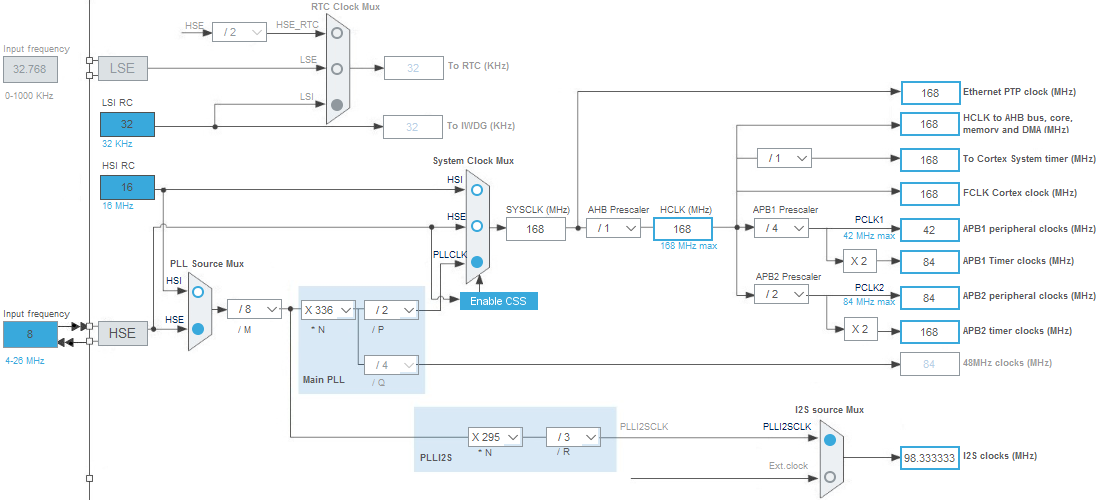 RTC Clock Mux
HSE
/ 2
HSE_RTC
Input frequency
32.768
0-1000 KHz
LSE
LSE
32
To RTC (KHz)
LSI RC
32
32 KHz
LSI
32
To IWDG (KHz)
HSI RC
16
16 MHz
System Clock Mux
HSI
HSE
PLLCLK
SYSCLK (MHz)
168
AHB Prescaler
/ 1
HCLK (MHz)
168
168 MHz max
168
Ethernet PTP clock (MHz)
168
HCLK to AHB bus, core,
memory and DMA (MHz)
/ 1
168
To Cortex System timer (MHz)
168
FCLK Cortex clock (MHz)
APB1 Prescaler
/ 4
PCLK1
42 MHz max
42
APB1 peripheral clocks (MHz)
X 2
84
APB1 Timer clocks (MHz)
APB2 Prescaler
/ 2
PCLK2
84 MHz max
84
APB2 peripheral clocks (MHz)
X 2
168
APB2 timer clocks (MHz)
PLL Source Mux
HSI
HSE
Input frequency
8
4-26 MHz
HSE
/ 8
/ M
X 336
* N
/ 2
/ P
/ 4
/ Q
Main PLL
Enable CSS
84
48MHz clocks (MHz)
X 295
* N
/ 3
/ R
PLLI2S
PLLI2SCLK
I2S source Mux
PLLI2SCLK
Ext.clock
98.333333
I2S clocks (MHz)